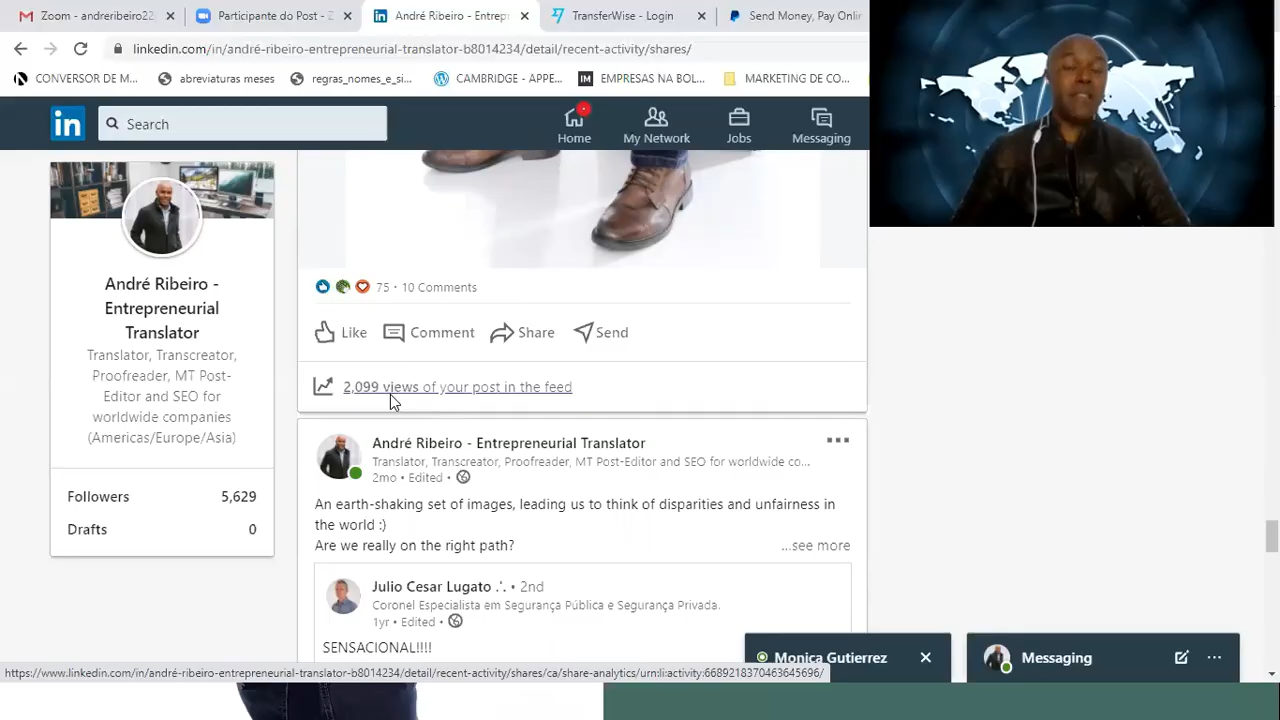 andreribeiro22
Participante do Post - Z
André Ribeiro - Entrep
TransferWise - Login
Send Money, Pay Onlin
linkedin.com/in/andré-ribeiro-entrepreneurial-translator-b8014234/detail/recent-activity/shares/
CONVERSOR DE M...
abreviaturas meses
regras_nomes_e_si...
CAMBRIDGE - APPE...
EMPRESAS NA BOL...
MARKETING DE CO...
in
Search
Home
My Network
Jobs
Messaging
André Ribeiro -
Entrepreneurial
Translator
Translator, Transcreator,
Proofreader, MT Post-
Editor and SEO for
worldwide companies
(Americas/Europe/Asia)
Followers 5,629
Drafts 0
75 · 10 Comments
Like Comment Share Send
2,099 views of your post in the feed
André Ribeiro - Entrepreneurial Translator
Translator, Transcreator, Proofreader, MT Post-Editor and SEO for worldwide co...
2mo • Edited •
An earth-shaking set of images, leading us to think of disparities and unfairness in
the world :)
Are we really on the right path?
...see more
Julio Cesar Lugato ∴ • 2nd
Coronel Especialista em Segurança Pública e Segurança Privada.
1yr • Edited •
SENSACIONAL!!!!
Monica Gutierrez
Messaging
https://www.linkedin.com/in/andré-ribeiro-entrepreneurial-translator-b8014234/detail/recent-activity/shares/ca/share-analytics/urn:li:activity:6689218370463645696/